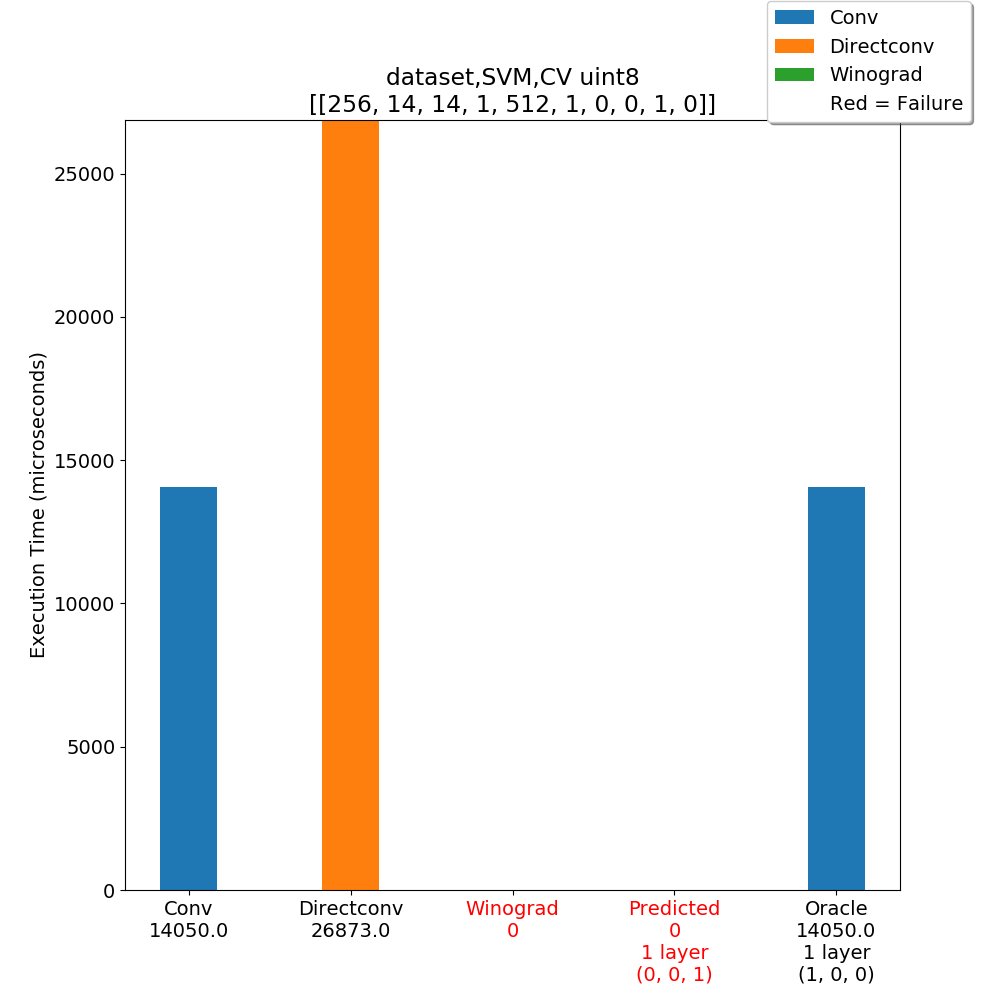 Conv
Directconv
Winograd
Red = Failure
dataset,SVM,CV uint8
[[256, 14, 14, 1, 512, 1, 0, 0, 1, 0]]
Execution Time (microseconds)
25000
20000
15000
10000
5000
0
Conv
14050.0
Directconv
26873.0
Winograd
0
Predicted
0
1 layer
(0, 0, 1)
Oracle
14050.0
1 layer
(1, 0, 0)